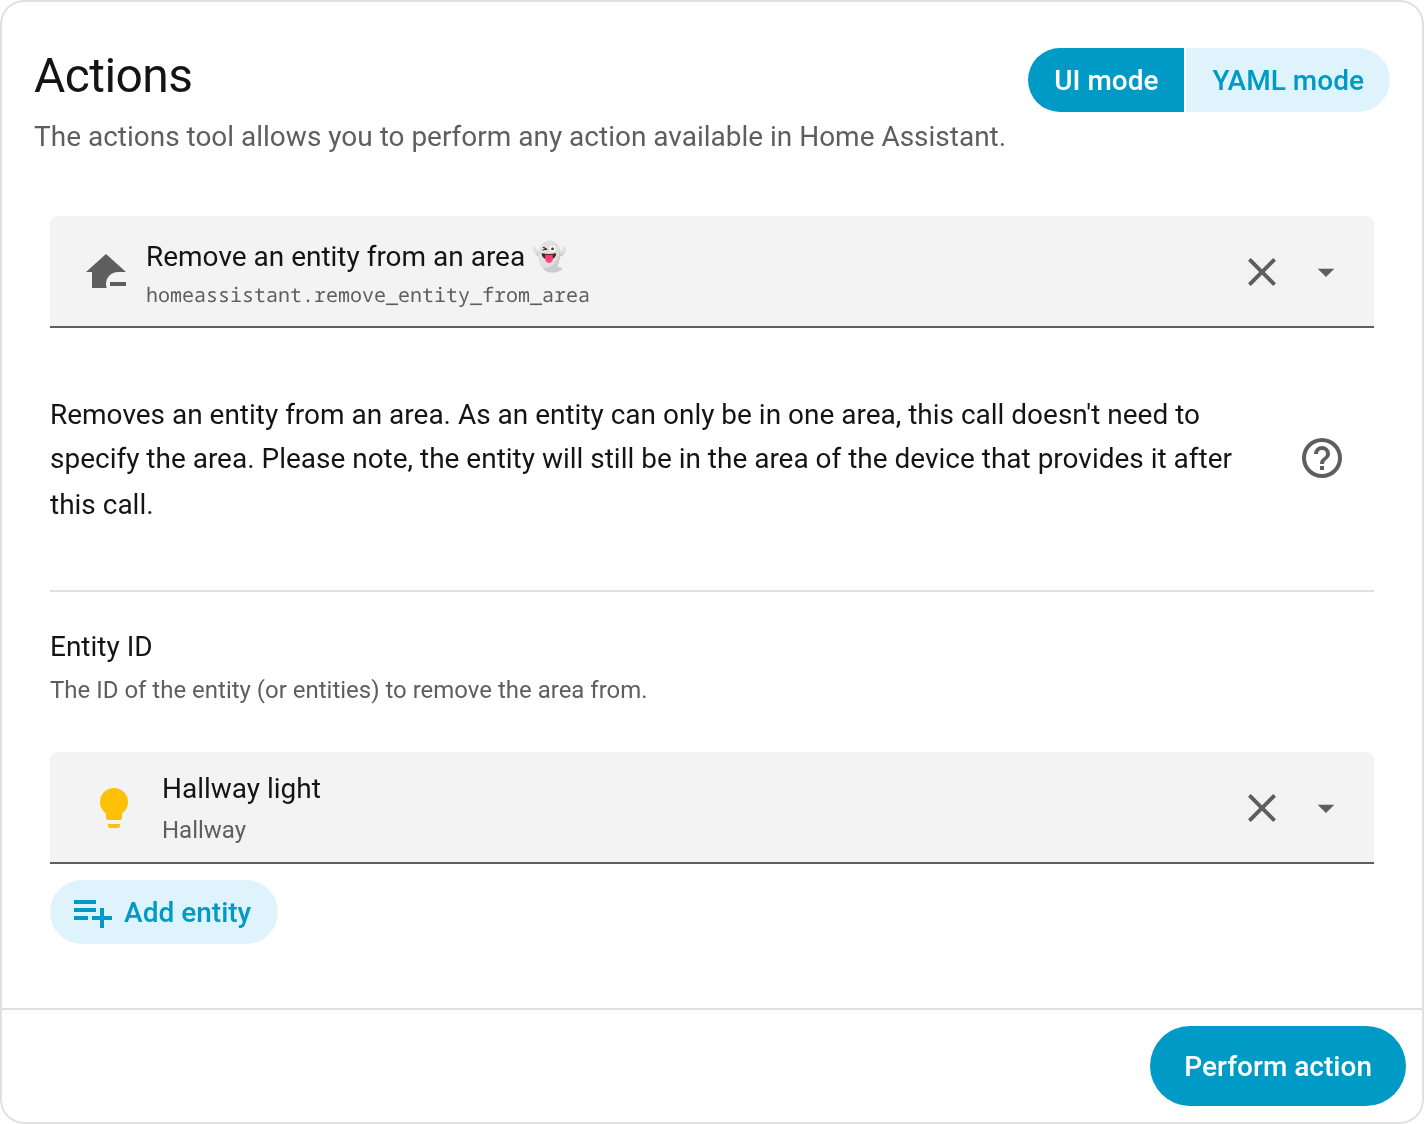 Actions
UI mode
YAML mode
The actions tool allows you to perform any action available in Home Assistant.
Remove an entity from an area 👻
homeassistant.remove_entity_from_area
Removes an entity from an area. As an entity can only be in one area, this call doesn't need to
specify the area. Please note, the entity will still be in the area of the device that provides it after
this call.
Entity ID
The ID of the entity (or entities) to remove the area from.
Hallway light
Hallway
Add entity
Perform action